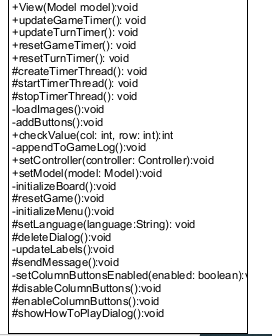 +View(Model model):void
+updateGameTimer(): void
+updateTurnTimer(): void
+resetGameTimer(): void
+resetTurnTimer(): void
#createTimerThread(): void
#startTimerThread(): void
#stopTimerThread(): void
-loadImages():void
-addButtons():void
+checkValue(col: int, row: int):int
-appendToGameLog():void
+setController(controller: Controller):void
+setModel(model: Model):void
-initializeBoard():void
#resetGame():void
-initializeMenu():void
#setLanguage(language:String): void
#deleteDialog():void
-updateLabels():void
#sendMessage():void
-setColumnButtonsEnabled(enabled: boolean):
#disableColumnButtons():void
#enableColumnButtons():void
#showHowToPlayDialog():void